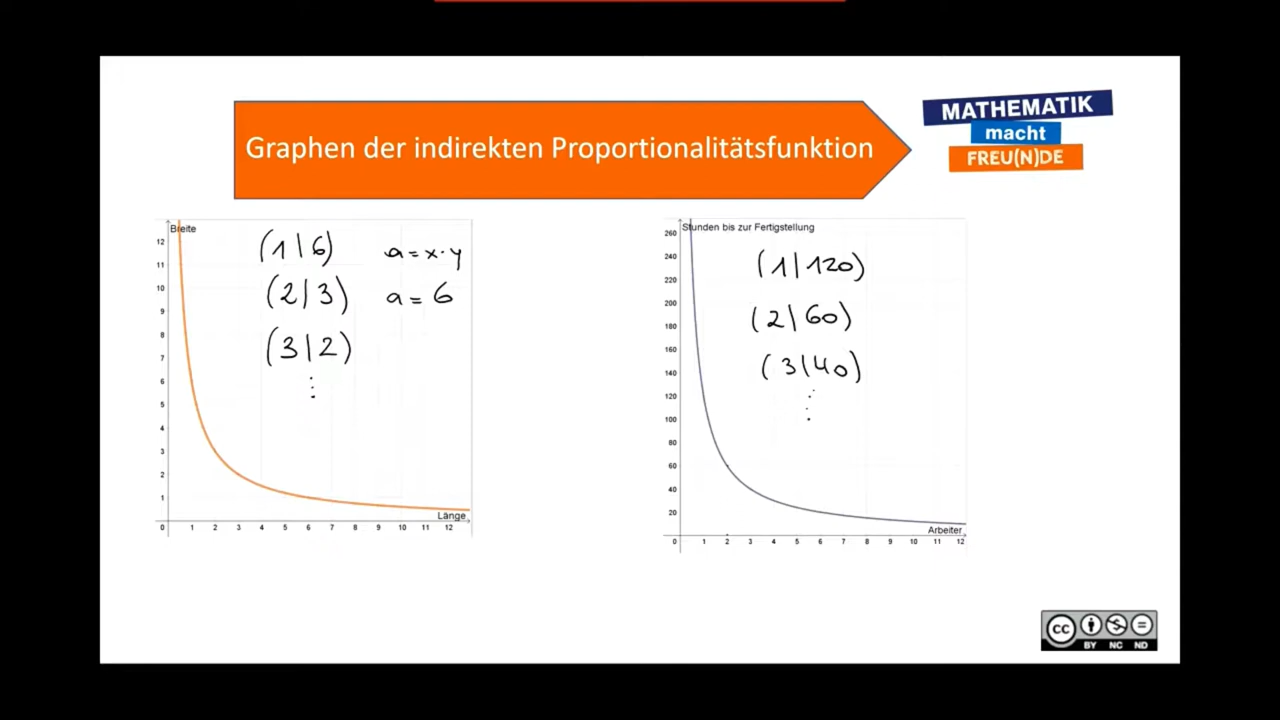 Graphen der indirekten Proportionalitätsfunktion
MATHEMATIK
macht
FREU(N)DE
Breite
12
11
10
9
8
7
6
5
4
3
2
1
0 1 2 3 4 5 6 7 8 9 10 11 12
Länge
(1|6) a = x · y
(2|3) a = 6
(3|2)
⋮
Stunden bis zur Fertigstellung
260
240
220
200
180
160
140
120
100
80
60
40
20
0 1 2 3 4 5 6 7 8 9 10 11 12
Arbeiter
(1|120)
(2|60)
(3|40)
⋮
cc
BY NC ND